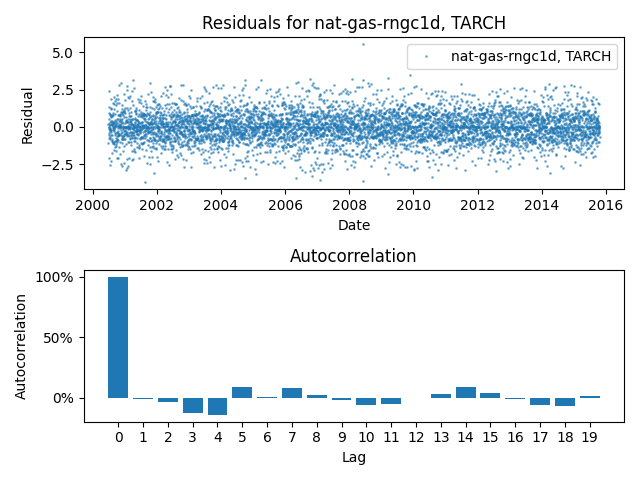 Residuals for nat-gas-rngc1d, TARCH
5.0
2.5
0.0
−2.5
Residual
nat-gas-rngc1d, TARCH
2000 2002 2004 2006 2008 2010 2012 2014 2016
Date
Autocorrelation
100%
50%
0%
Autocorrelation
0 1 2 3 4 5 6 7 8 9 10 11 12 13 14 15 16 17 18 19
Lag